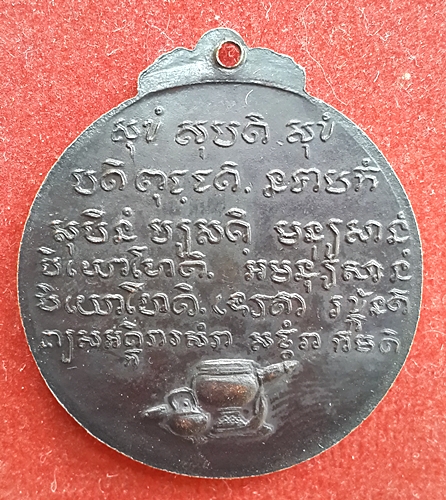 សុខំ សុបតិ. សុខំ
បតិពុជ្ឈតិ. នបាបកំ
សុបិនំ បស្សតិ មនុស្សានំ
បិយោហោតិ. អមនុស្សានំ
បិយោហោតិ. ទេវតា រក្ខន្តិ